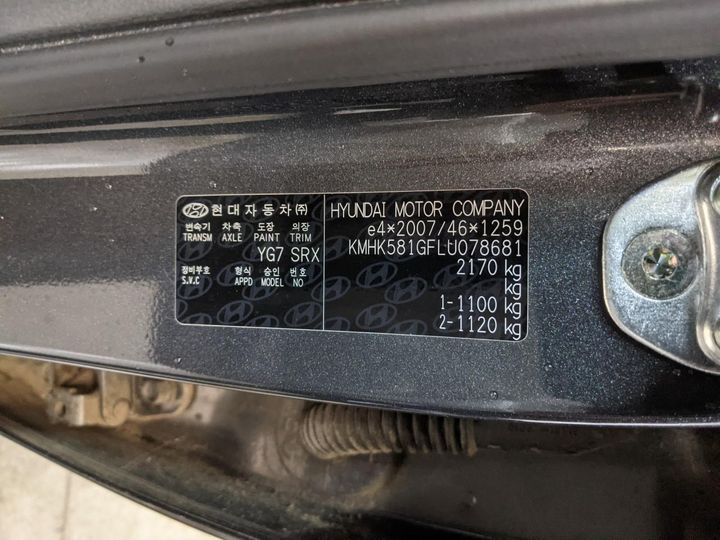 현대자동차㈜
변속기 차축 도장 의장
TRANSM AXLE PAINT TRIM
YG7 SRX
정비부호 형식 승인 번호
S.V.C APPD MODEL NO
HYUNDAI MOTOR COMPANY
e4*2007/46*1259
KMHK581GFLU078681
2170 kg
kg
1-1100 kg
2-1120 kg